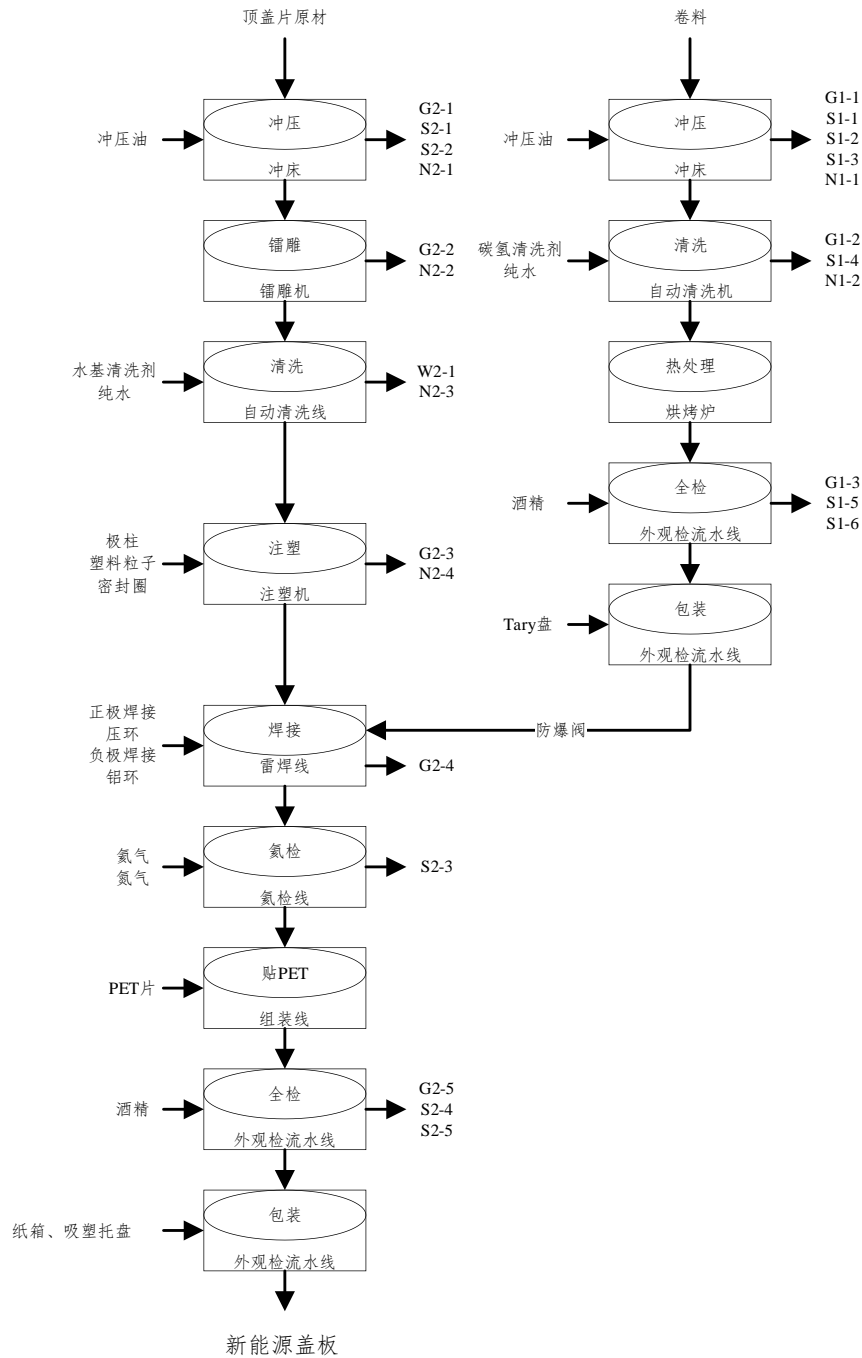 顶盖片原材
冲压油
冲压
冲床
G2-1
S2-1
S2-2
N2-1
镭雕
镭雕机
G2-2
N2-2
水基清洗剂
纯水
清洗
自动清洗线
W2-1
N2-3
极柱
塑料粒子
密封圈
注塑
注塑机
G2-3
N2-4
正极焊接
压环
负极焊接
铝环
焊接
雷焊线
G2-4
氦气
氮气
氦检
氦检线
S2-3
PET片
贴PET
组装线
酒精
全检
外观检流水线
G2-5
S2-4
S2-5
纸箱、吸塑托盘
包装
外观检流水线
新能源盖板
卷料
冲压油
冲压
冲床
G1-1
S1-1
S1-2
S1-3
N1-1
碳氢清洗剂
纯水
清洗
自动清洗机
G1-2
S1-4
N1-2
热处理
烘烤炉
酒精
全检
外观检流水线
G1-3
S1-5
S1-6
Tary盘
包装
外观检流水线
防爆阀